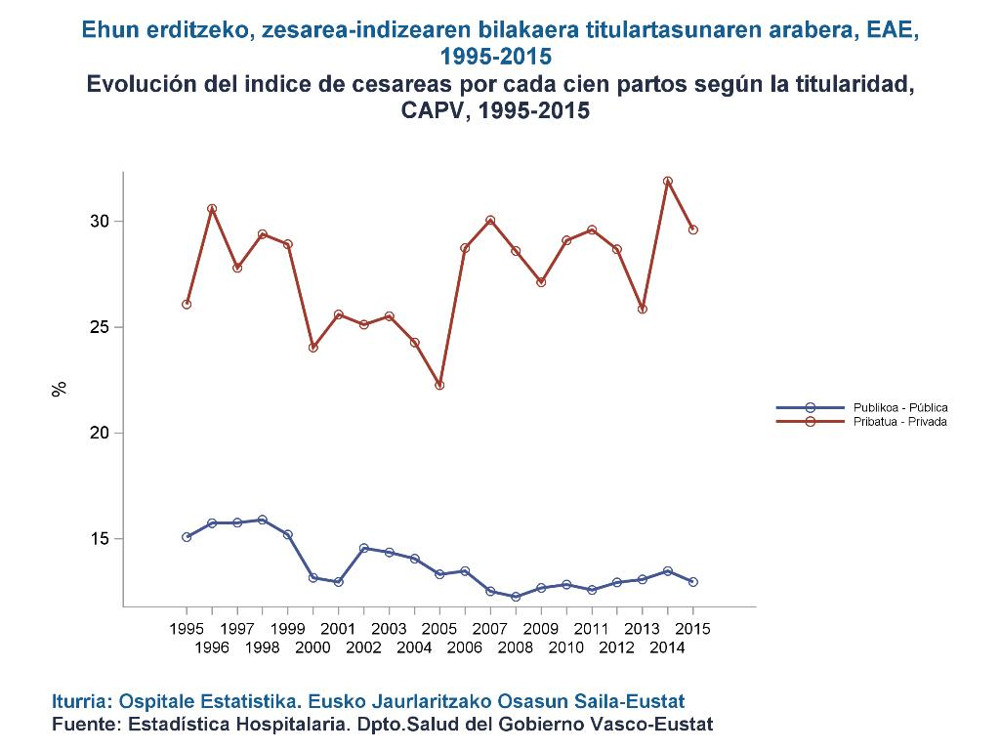 Ehun erditzeko, zesarea-indizearen bilakaera titulartasunaren arabera, EAE,
1995-2015
Evolución del indice de cesareas por cada cien partos según la titularidad,
CAPV, 1995-2015
30
25
%
20
Publikoa - Pública
Pribatua - Privada
15
1995 1997 1999 2001 2003 2005 2007 2009 2011 2013 2015
1996 1998 2000 2002 2004 2006 2008 2010 2012 2014
Iturria: Ospitale Estatistika. Eusko Jaurlaritzako Osasun Saila-Eustat
Fuente: Estadística Hospitalaria. Dpto.Salud del Gobierno Vasco-Eustat